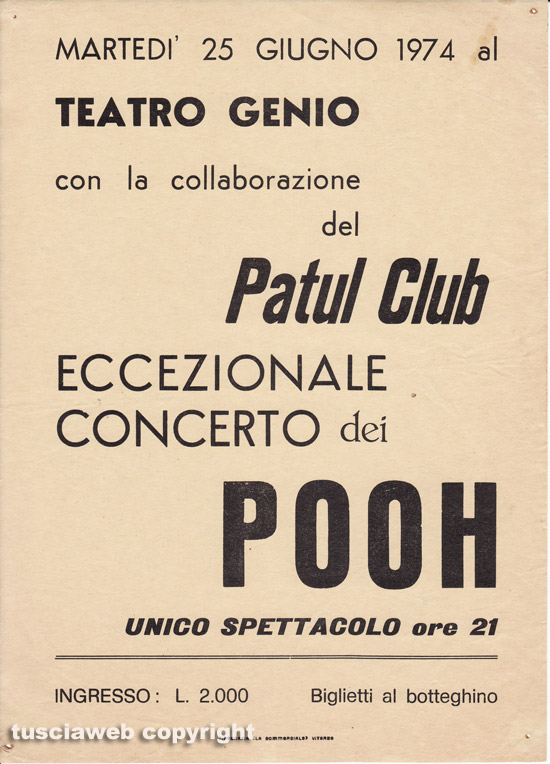 MARTEDI' 25 GIUGNO 1974 al
TEATRO GENIO
con la collaborazione
del
Patul Club
ECCEZIONALE
CONCERTO dei
POOH
UNICO SPETTACOLO ore 21
INGRESSO: L. 2.000 Biglietti al botteghino
tusciaweb copyright
VITERBO